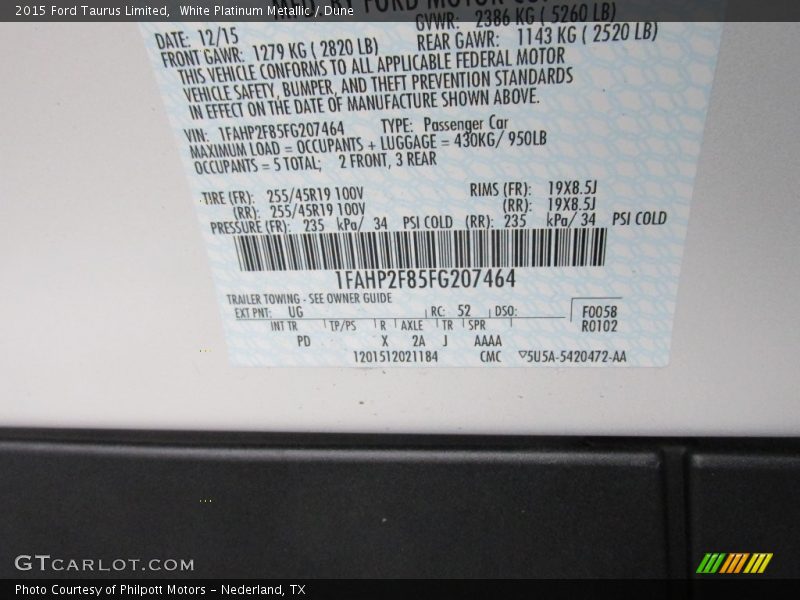 2015 Ford Taurus Limited, White Platinum Metallic / Dune
MFD. BY FORD MOTOR
GVWR: 2386 KG ( 5260 LB)
DATE: 12/15
FRONT GAWR: 1279 KG ( 2820 LB) REAR GAWR: 1143 KG ( 2520 LB)
THIS VEHICLE CONFORMS TO ALL APPLICABLE FEDERAL MOTOR
VEHICLE SAFETY, BUMPER, AND THEFT PREVENTION STANDARDS
IN EFFECT ON THE DATE OF MANUFACTURE SHOWN ABOVE.
VIN: 1FAHP2F85FG207464 TYPE: Passenger Car
MAXIMUM LOAD = OCCUPANTS + LUGGAGE = 430KG/ 950LB
OCCUPANTS = 5 TOTAL; 2 FRONT, 3 REAR
TIRE (FR): 255/45R19 100V RIMS (FR): 19X8.5J
(RR): 255/45R19 100V (RR): 19X8.5J
PRESSURE (FR): 235 kPa/ 34 PSI COLD (RR): 235 kPa/ 34 PSI COLD
1FAHP2F85FG207464
TRAILER TOWING - SEE OWNER GUIDE
EXT PNT: UG RC: 52 DSO: F0058
INT TR TP/PS R AXLE TR SPR R0102
PD X 2A J AAAA
1201512021184 CMC 5U5A-5420472-AA
GTCARLOT.COM
Photo Courtesy of Philpott Motors - Nederland, TX